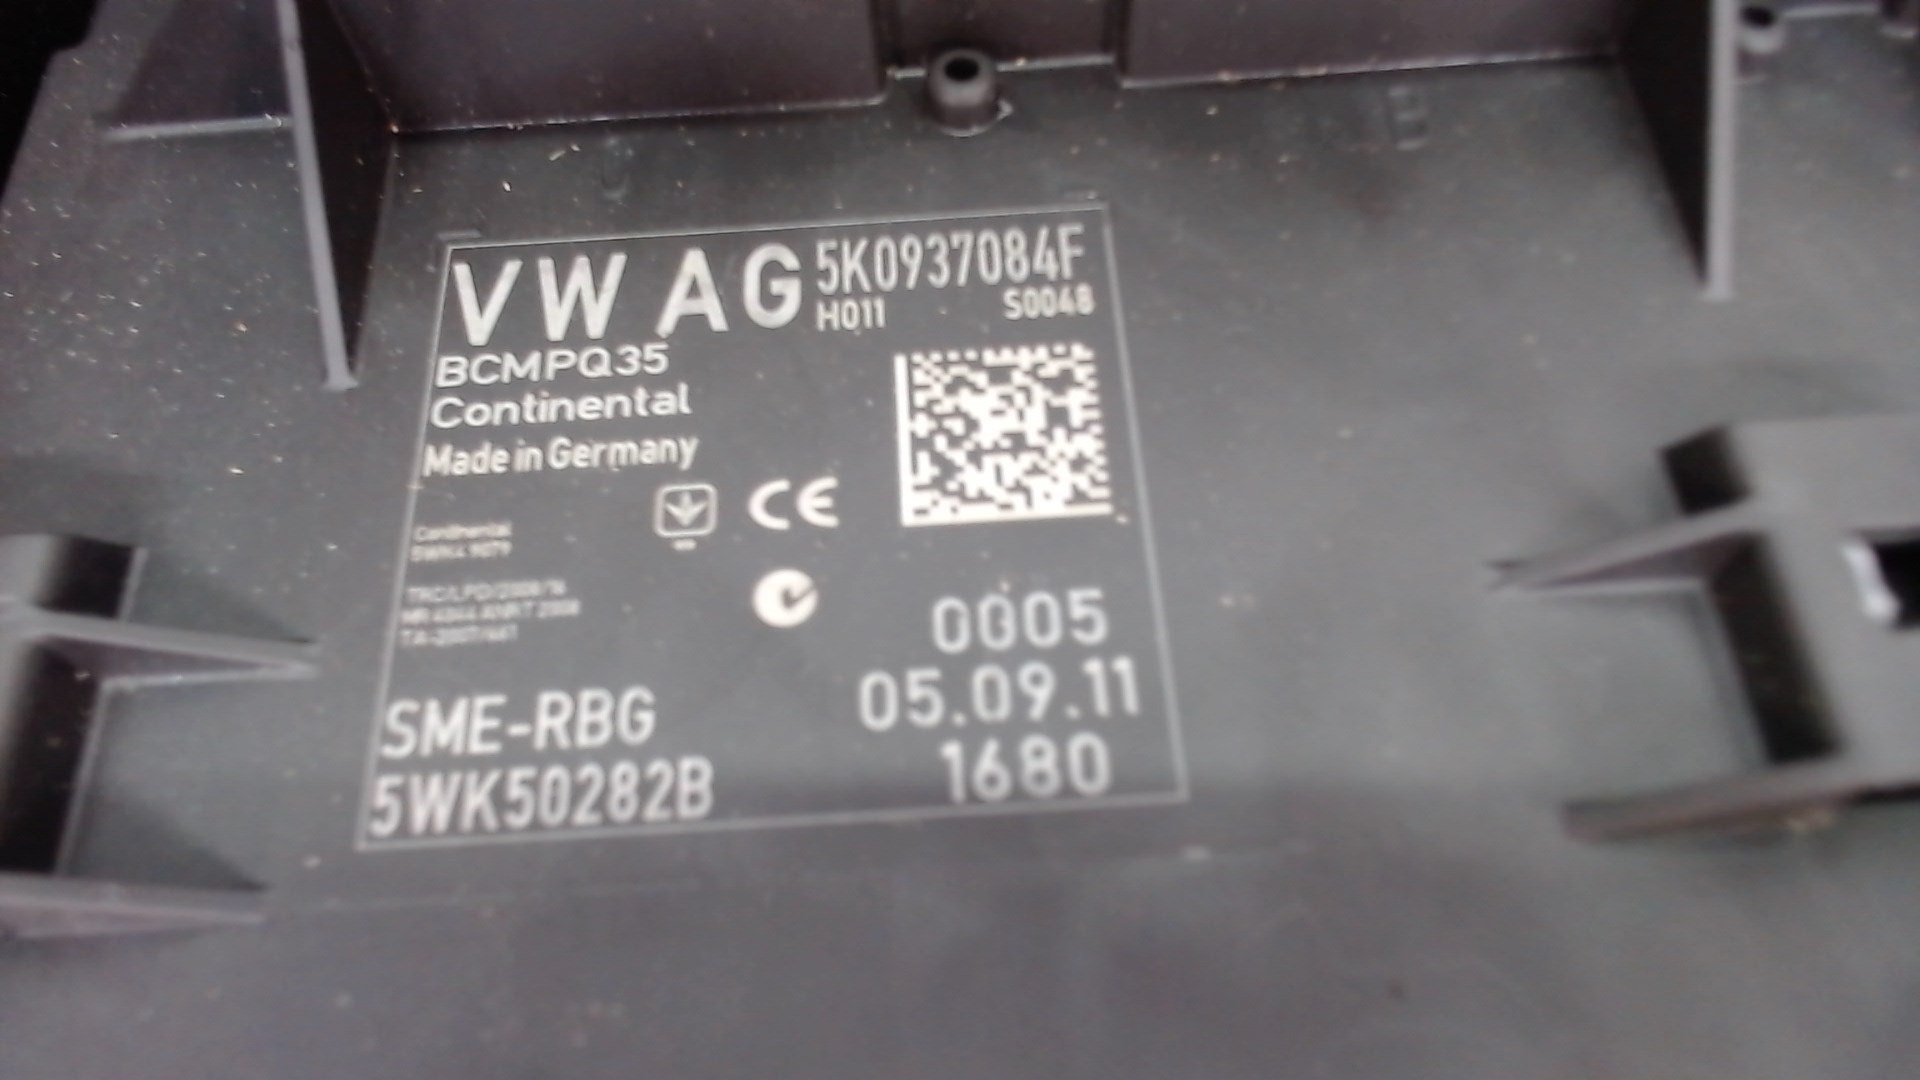 VW AG 5K0937084F
H011 S0048
BCMPQ35
Continental
Made in Germany
CE
Continental
0005
05.09.11
SME-RBG
1680
5WK50282B